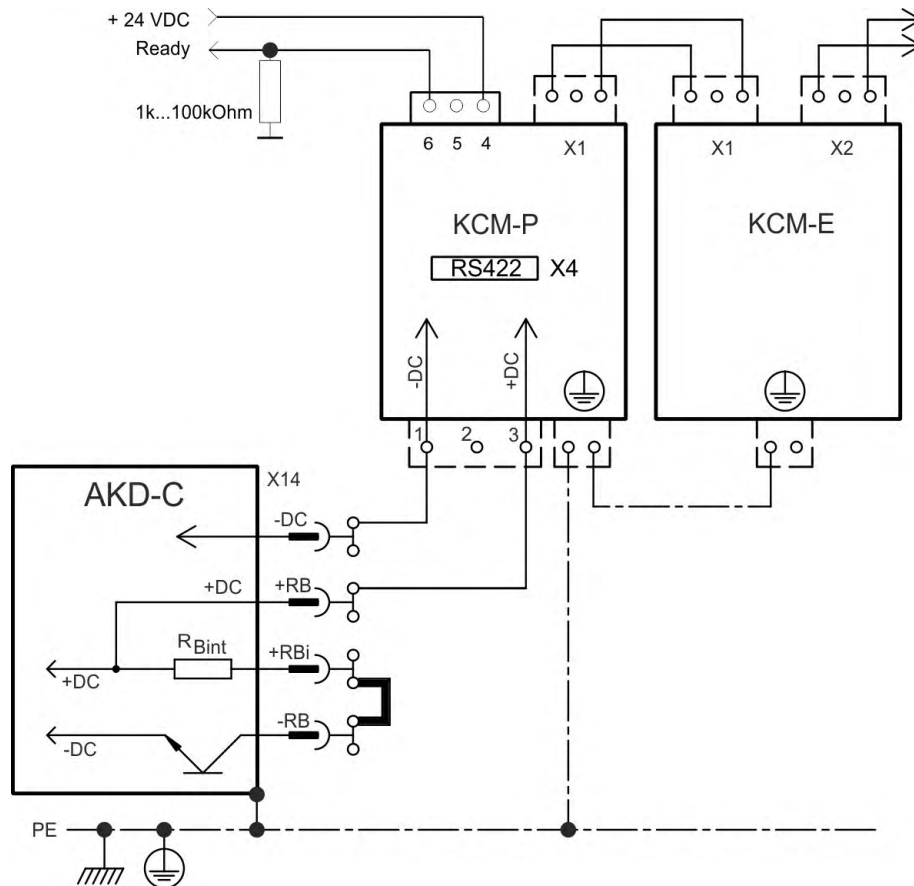 + 24 VDC
Ready
1k...100kOhm
6 5 4
X1
X1
X2
KCM-P
KCM-E
RS422 X4
-DC
+DC
1 2 3
AKD-C
X14
-DC
+DC
+RB
RBint
+RBi
+DC
-RB
-DC
PE